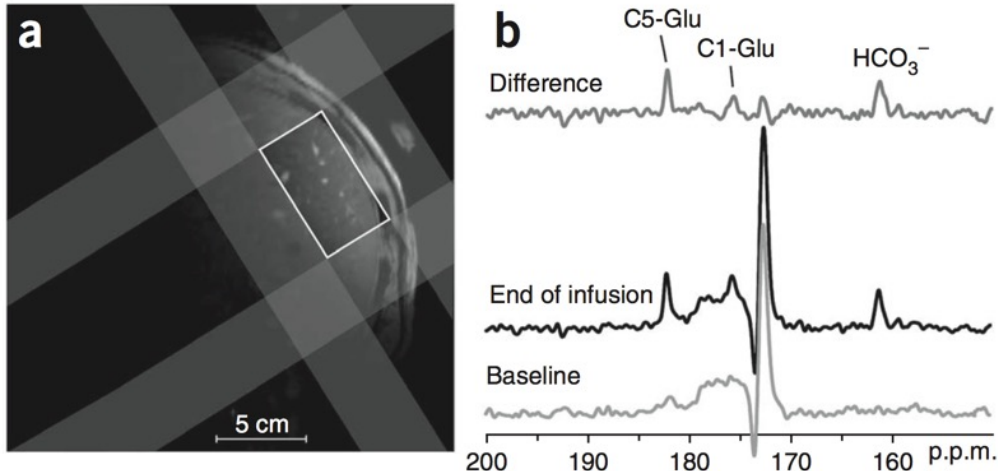 a
5 cm
b
C5-Glu
C1-Glu
HCO₃⁻
Difference
End of infusion
Baseline
200 190 180 170 160 p.p.m.